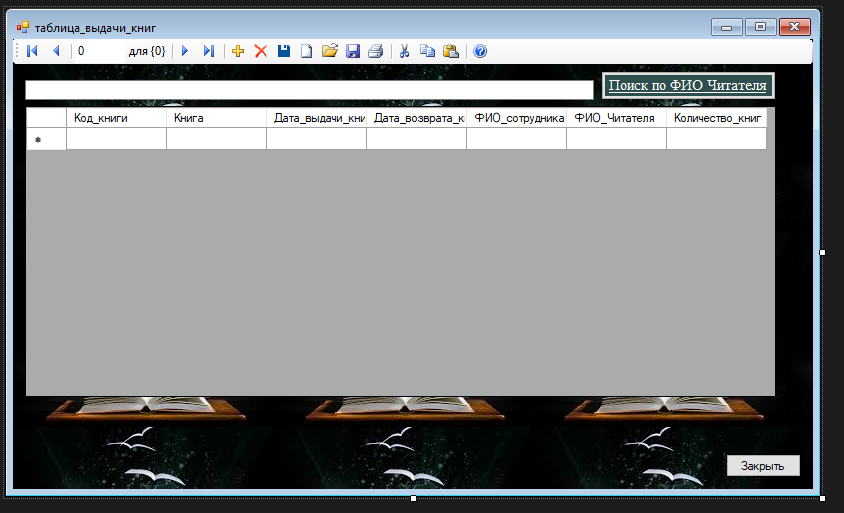 таблица_выдачи_книг
0 для {0}
Поиск по ФИО Читателя
Код_книги Книга Дата_выдачи_кни Дата_возврата_к ФИО_сотрудника ФИО_Читателя Количество_книг
Закрыть